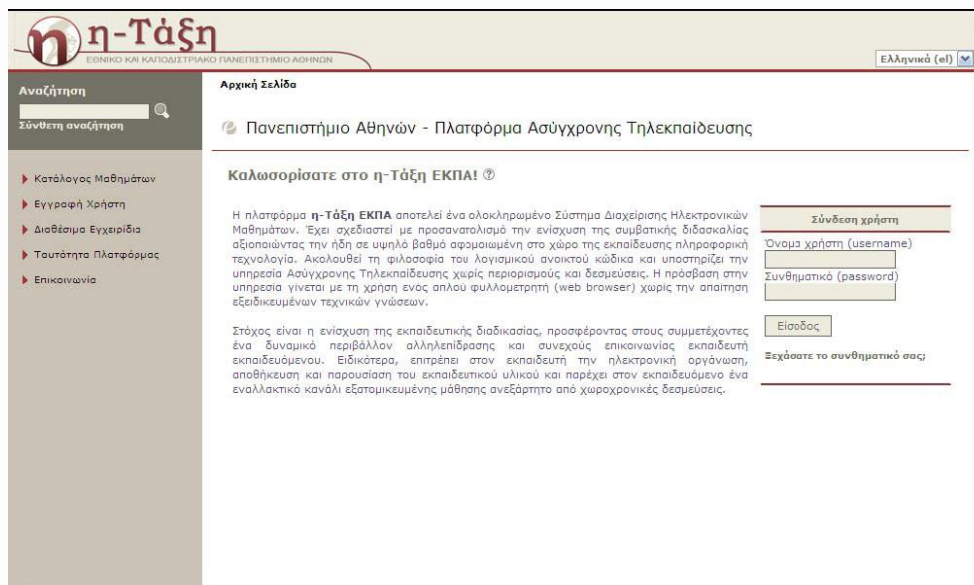 η-Τάξη
ΕΘΝΙΚΟ ΚΑΙ ΚΑΠΟΔΙΣΤΡΙΑΚΟ ΠΑΝΕΠΙΣΤΗΜΙΟ ΑΘΗΝΩΝ
Ελληνικά (el)
Αναζήτηση
Σύνθετη αναζήτηση
Κατάλογος Μαθημάτων
Εγγραφή Χρήστη
Διαθέσιμα Εγχειρίδια
Ταυτότητα Πλατφόρμας
Επικοινωνία
Αρχική Σελίδα
Πανεπιστήμιο Αθηνών - Πλατφόρμα Ασύγχρονης Τηλεκπαίδευσης
Καλωσορίσατε στο η-Τάξη ΕΚΠΑ!
Η πλατφόρμα η-Τάξη ΕΚΠΑ αποτελεί ένα ολοκληρωμένο Σύστημα Διαχείρισης Ηλεκτρονικών
Μαθημάτων. Έχει σχεδιαστεί με προσανατολισμό την ενίσχυση της συμβατικής διδασκαλίας
αξιοποιώντας την ήδη σε υψηλό βαθμό αφομοιωμένη στο χώρο της εκπαίδευσης πληροφορική
τεχνολογία. Ακολουθεί τη φιλοσοφία του λογισμικού ανοικτού κώδικα και υποστηρίζει την
υπηρεσία Ασύγχρονης Τηλεκπαίδευσης χωρίς περιορισμούς και δεσμεύσεις. Η πρόσβαση στην
υπηρεσία γίνεται με τη χρήση ενός απλού φυλλομετρητή (web browser) χωρίς την απαίτηση
εξειδικευμένων τεχνικών γνώσεων.
Στόχος είναι η ενίσχυση της εκπαιδευτικής διαδικασίας, προσφέροντας στους συμμετέχοντες
ένα δυναμικό περιβάλλον αλληλεπίδρασης και συνεχούς επικοινωνίας εκπαιδευτή
εκπαιδευόμενου. Ειδικότερα, επιτρέπει στον εκπαιδευτή την ηλεκτρονική οργάνωση,
αποθήκευση και παρουσίαση του εκπαιδευτικού υλικού και παρέχει στον εκπαιδευόμενο ένα
εναλλακτικό κανάλι εξατομικευμένης μάθησης ανεξάρτητο από χωροχρονικές δεσμεύσεις.
Σύνδεση χρήστη
Όνομα χρήστη (username)
Συνθηματικό (password)
Είσοδος
Ξεχάσατε το συνθηματικό σας;